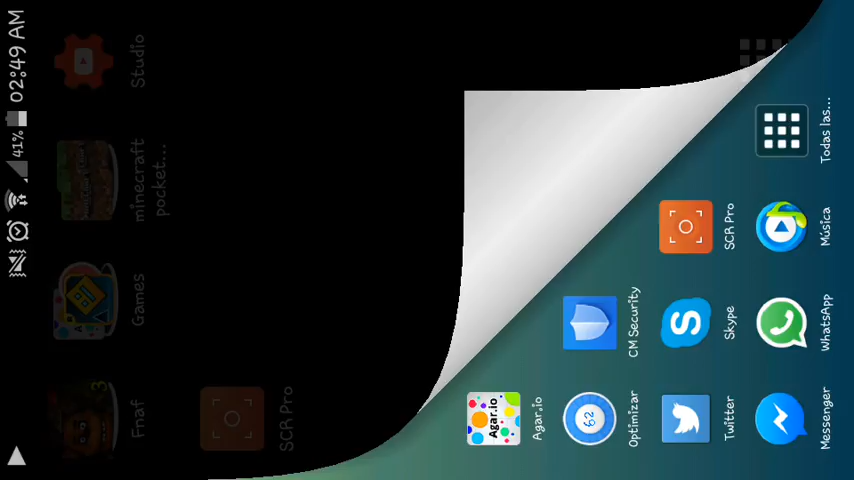 41% 02:49 AM
3
Fnaf
Games
minecraft
pocket...
Studio
SCR Pro
Agar.io
Agar.io
62
Optimizar
CM Security
Twitter
S
Skype
SCR Pro
Messenger
WhatsApp
Música
Todas las...